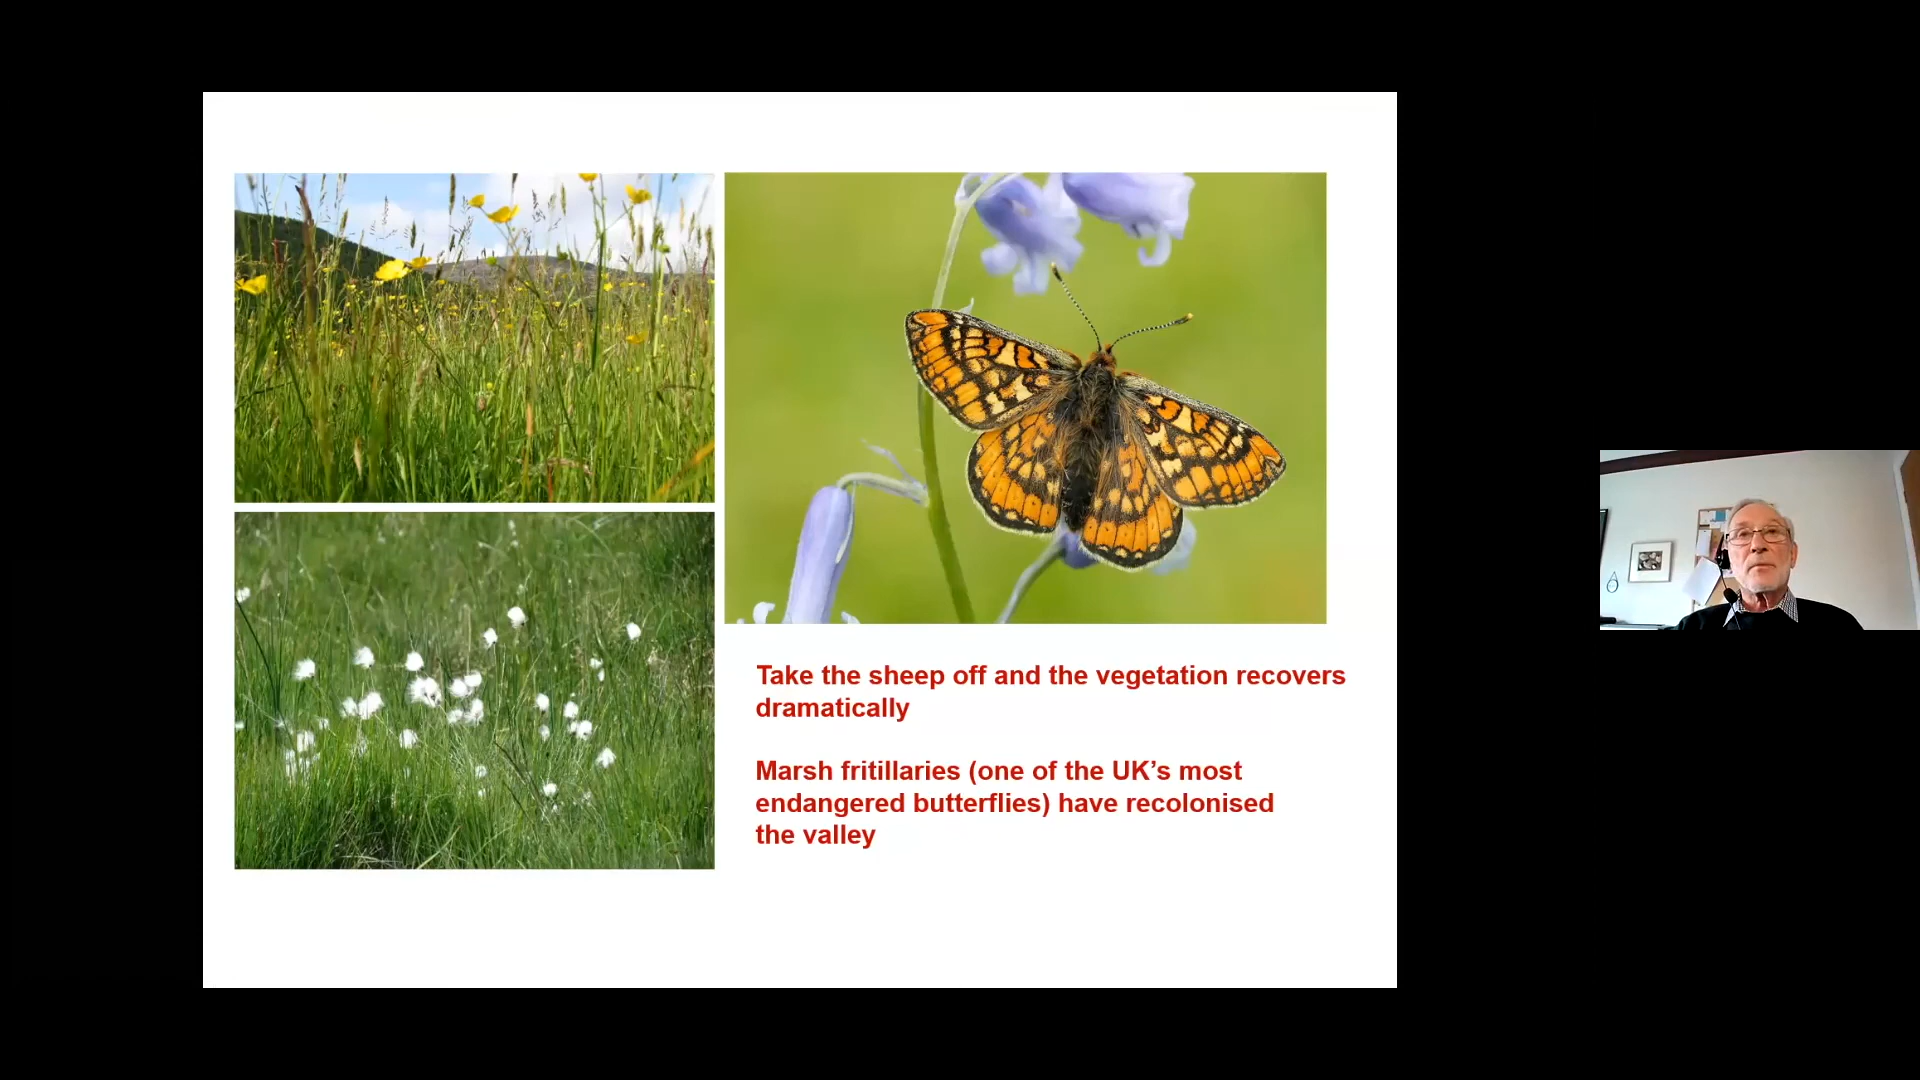 Take the sheep off and the vegetation recovers
dramatically
Marsh fritillaries (one of the UK’s most
endangered butterflies) have recolonised
the valley